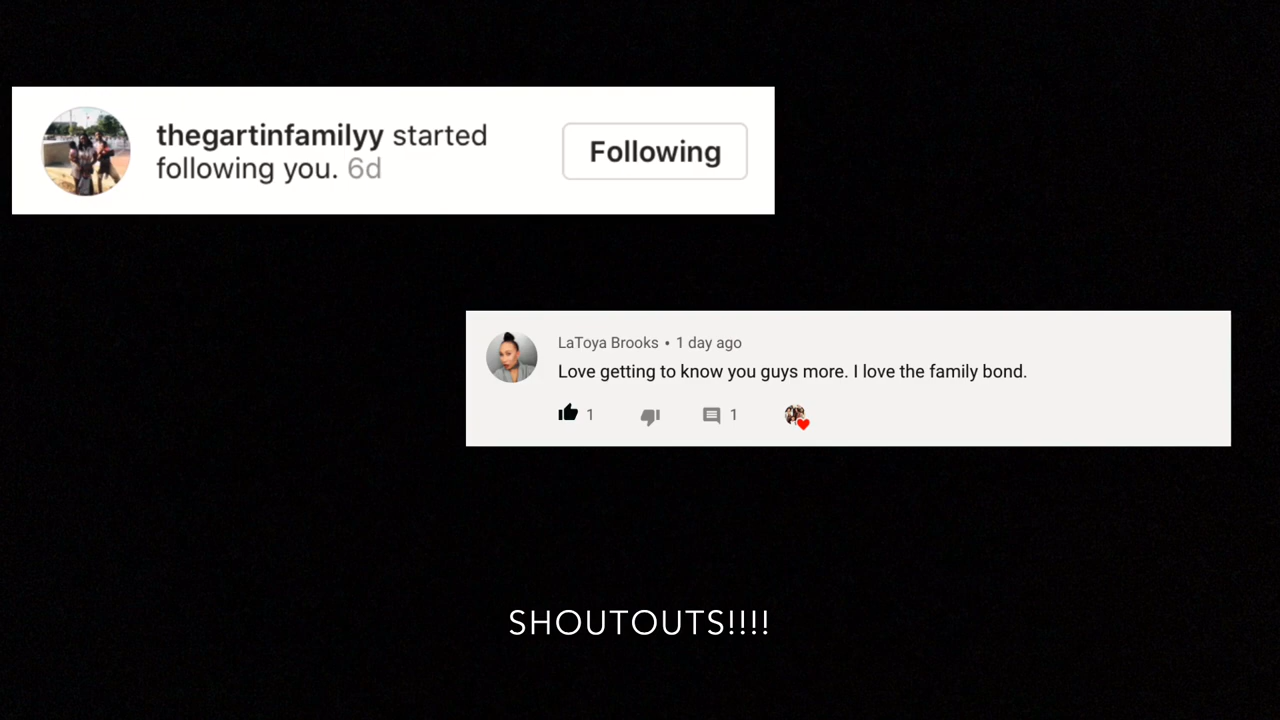 thegartinfamilyy started
following you. 6d
Following
LaToya Brooks • 1 day ago
Love getting to know you guys more. I love the family bond.
1
1
SHOUTOUTS!!!!